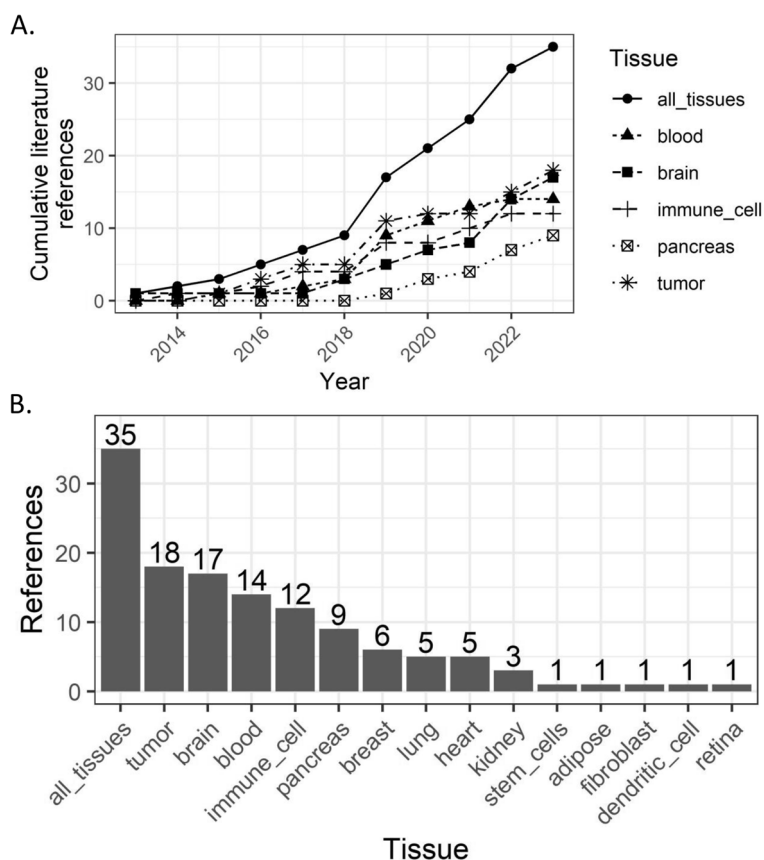 A.
Cumulative literature
references
30
20
10
0
2014
2016
2018
2020
2022
Year
Tissue
all_tissues
blood
brain
immune_cell
pancreas
tumor
B.
References
30
20
10
0
35
18
17
14
12
9
6
5
5
3
1
1
1
1
1
all_tissues
tumor
brain
blood
immune_cell
pancreas
breast
lung
heart
kidney
stem_cells
adipose
fibroblast
dendritic_cell
retina
Tissue